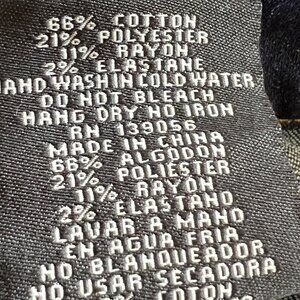 66% COTTON
21% POLYESTER
11% RAYON
2% ELASTANE
HAND WASH IN COLD WATER
DO NOT BLEACH
HANG DRY NO IRON
RN 139056
MADE IN CHINA
66% ALGODON
21% POLIESTER
11% RAYON
2% ELASTANO
LAVAR A MANO
EN AGUA FRIA
NO BLANQUEADOR
NO USAR SECADORA
COTON